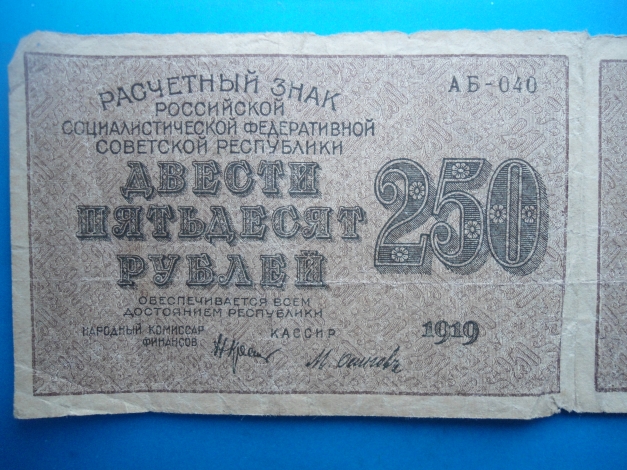 РАСЧЕТНЫЙ ЗНАК
АБ-040
РОССИЙСКОЙ
СОЦИАЛИСТИЧЕСКОЙ ФЕДЕРАТИВНОЙ
СОВЕТСКОЙ РЕСПУБЛИКИ
ДВЕСТИ
ПЯТЬДЕСЯТ
РУБЛЕЙ
250
ОБЕСПЕЧИВАЕТСЯ ВСЕМ
ДОСТОЯНИЕМ РЕСПУБЛИКИ
НАРОДНЫЙ КОМИССАР
ФИНАНСОВ
КАССИР
1919